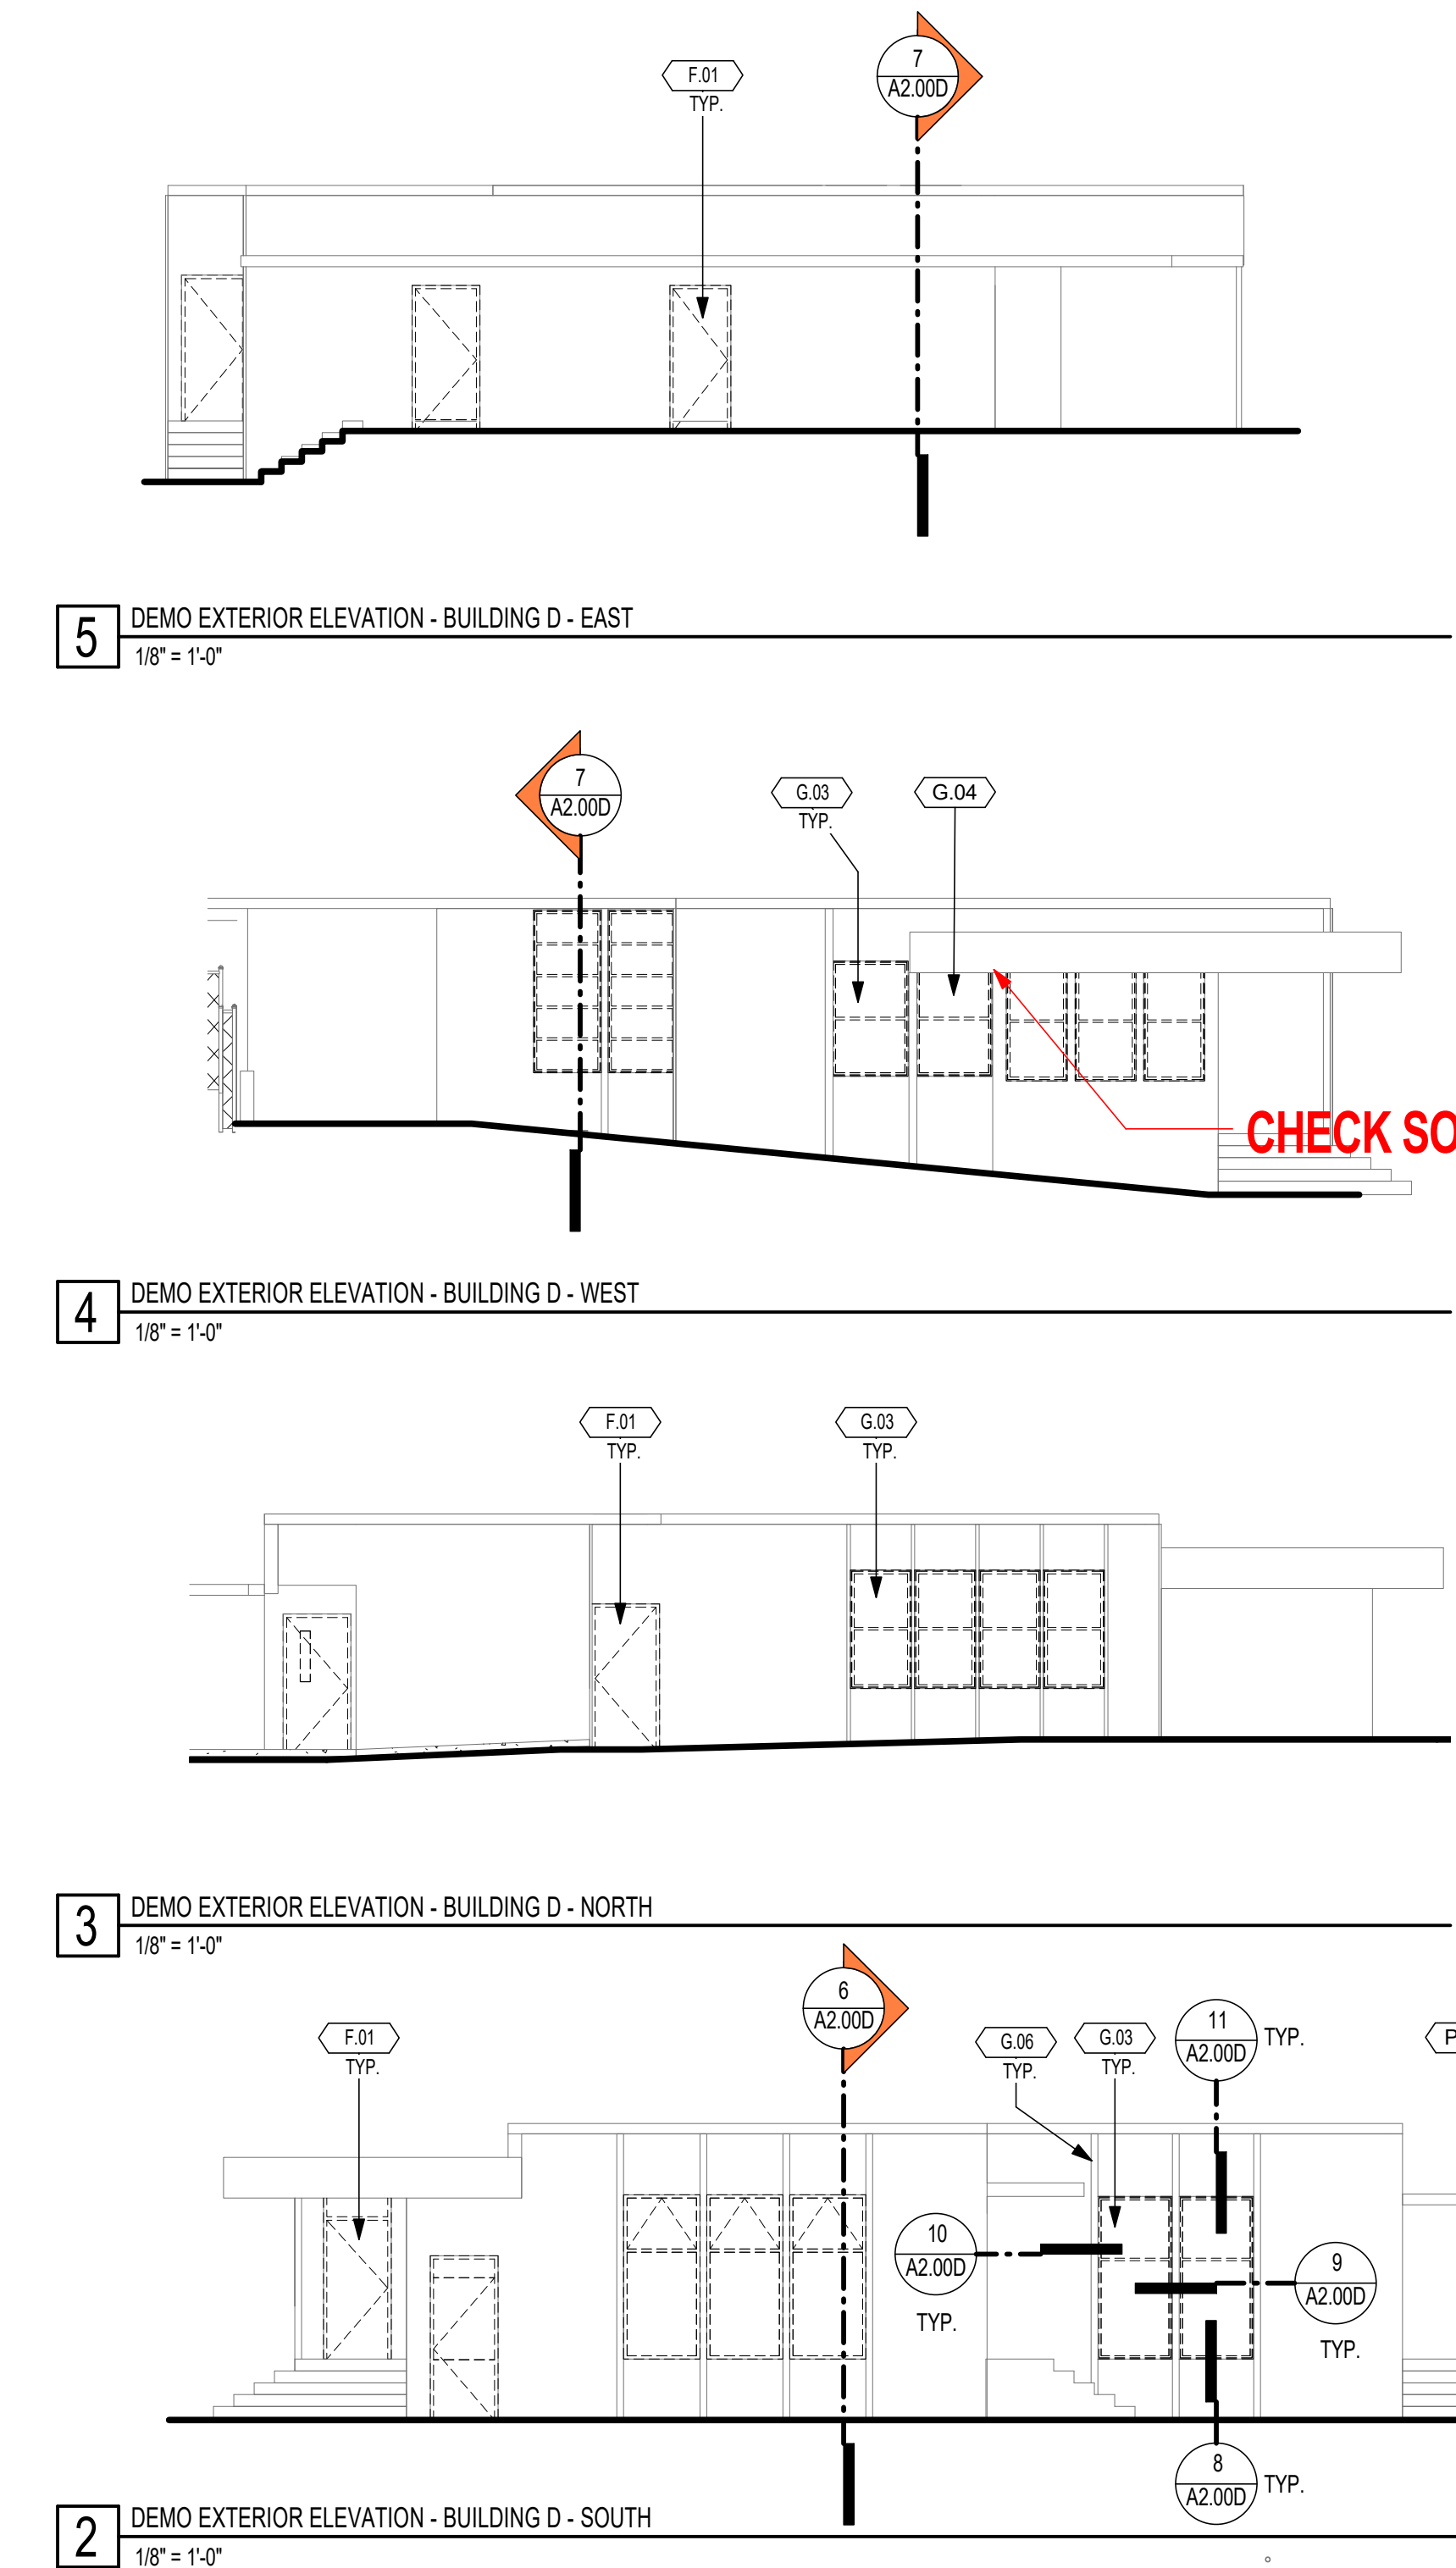 7
A2.00D
F.01
TYP.
5
DEMO EXTERIOR ELEVATION - BUILDING D - EAST
1/8" = 1'-0"
7
A2.00D
G.03
TYP.
G.04
CHECK SO
4
DEMO EXTERIOR ELEVATION - BUILDING D - WEST
1/8" = 1'-0"
F.01
TYP.
G.03
TYP.
3
DEMO EXTERIOR ELEVATION - BUILDING D - NORTH
1/8" = 1'-0"
6
A2.00D
F.01
TYP.
G.06
TYP.
G.03
TYP.
11
A2.00D
TYP.
P
10
A2.00D
TYP.
9
A2.00D
TYP.
8
A2.00D
TYP.
2
DEMO EXTERIOR ELEVATION - BUILDING D - SOUTH
1/8" = 1'-0"